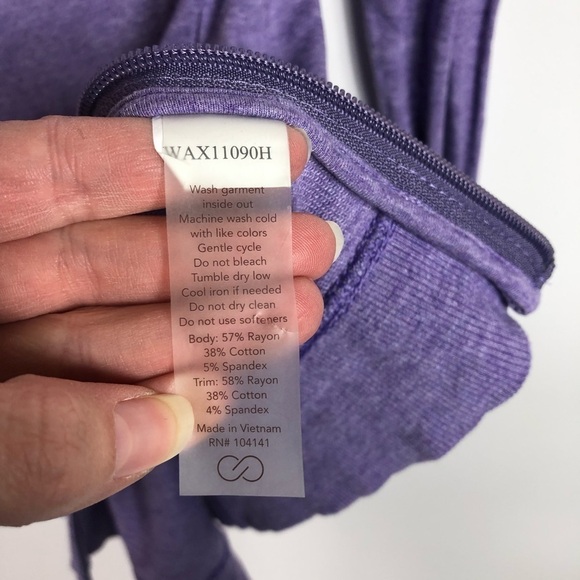 WAX11090H
Wash garment
inside out
Machine wash cold
with like colors
Gentle cycle
Do not bleach
Tumble dry low
Cool iron if needed
Do not dry clean
Do not use softeners
Body: 57% Rayon
38% Cotton
5% Spandex
Trim: 58% Rayon
38% Cotton
4% Spandex
Made in Vietnam
RN# 104141